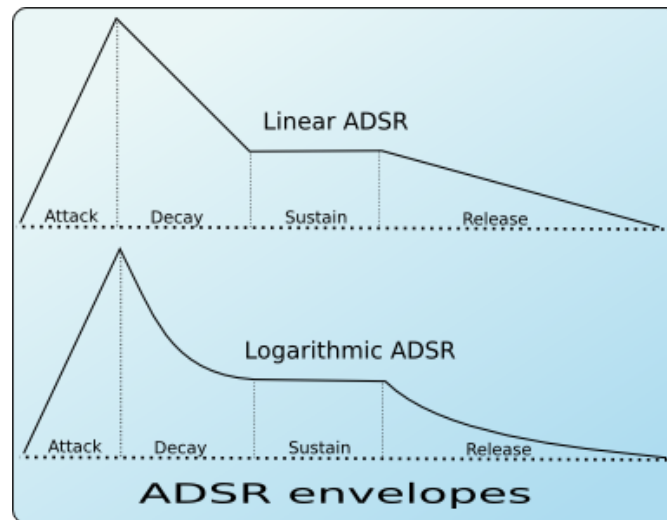 Linear ADSR
Attack Decay Sustain Release
Logarithmic ADSR
Attack Decay Sustain Release
ADSR envelopes